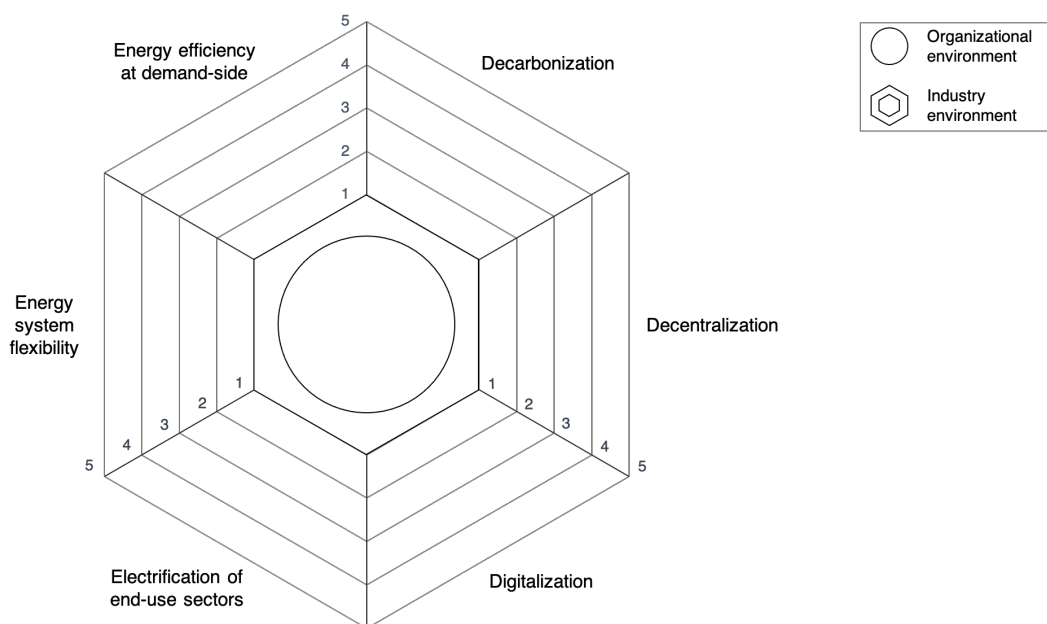 5
Energy efficiency
at demand-side
Decarbonization
4
3
2
1
Organizational
environment
Industry
environment
Energy
system
flexibility
Decentralization
1
2
3
4
5
1
2
3
4
5
Electrification of
end-use sectors
Digitalization